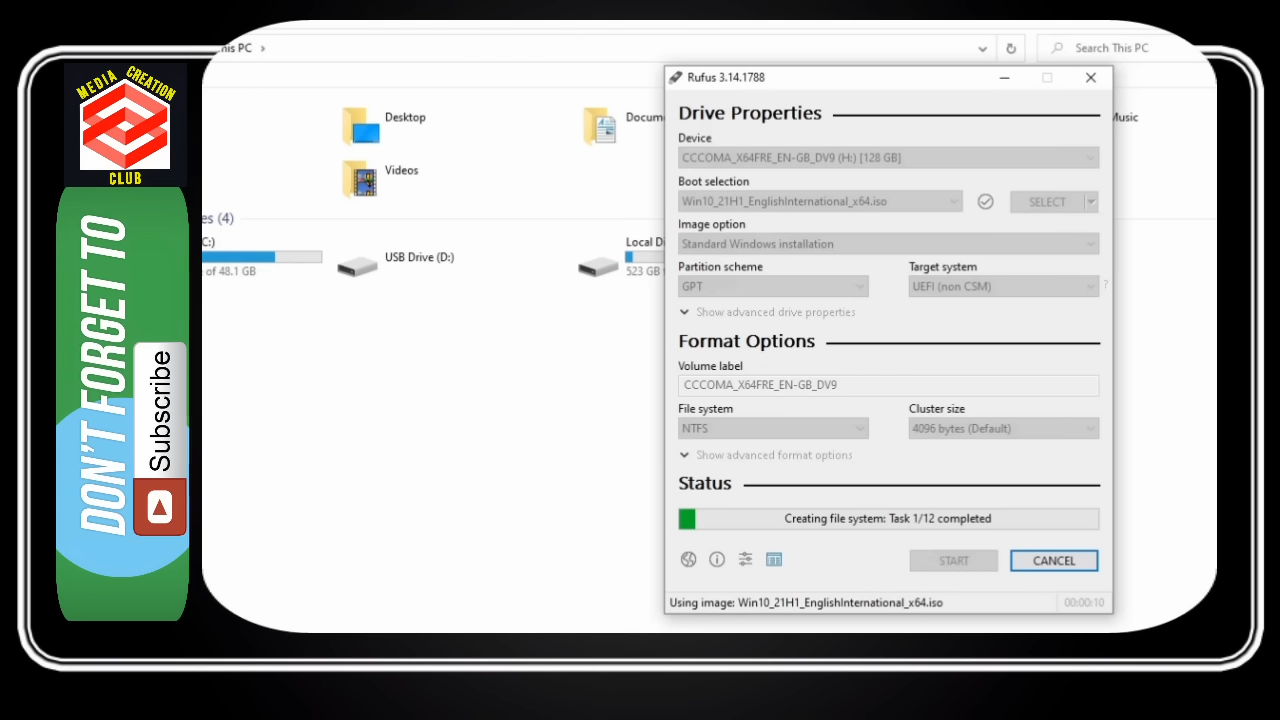 MEDIA CREATION
CLUB
DON'T FORGET TO
Subscribe
his PC
Search This PC
Desktop
Videos
Music
es (4)
C:)
of 48.1 GB
USB Drive (D:)
Local D
523 GB
Rufus 3.14.1788
Drive Properties
Device
CCCOMA_X64FRE_EN-GB_DV9 (H:) [128 GB]
Boot selection
Win10_21H1_EnglishInternational_x64.iso
SELECT
Image option
Standard Windows installation
Partition scheme
Target system
GPT
UEFI (non CSM)
?
Show advanced drive properties
Format Options
Volume label
CCCOMA_X64FRE_EN-GB_DV9
File system
Cluster size
NTFS
4096 bytes (Default)
Show advanced format options
Status
Creating file system: Task 1/12 completed
START
CANCEL
Using image: Win10_21H1_EnglishInternational_x64.iso
00:00:10